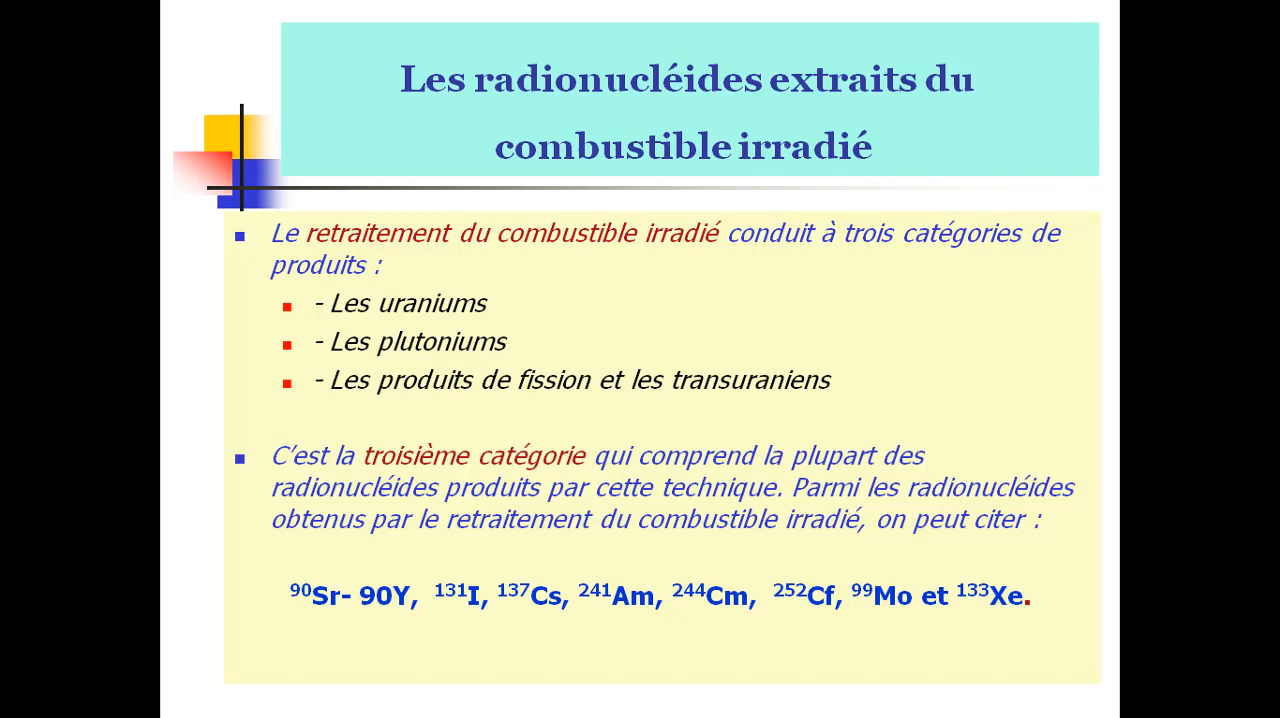 Les radionucléides extraits du
combustible irradié
Le retraitement du combustible irradié conduit à trois catégories de
produits :
- Les uraniums
- Les plutoniums
- Les produits de fission et les transuraniens
C’est la troisième catégorie qui comprend la plupart des
radionucléides produits par cette technique. Parmi les radionucléides
obtenus par le retraitement du combustible irradié, on peut citer :
⁹⁰Sr- 90Y, ¹³¹I, ¹³⁷Cs, ²⁴¹Am, ²⁴⁴Cm, ²⁵²Cf, ⁹⁹Mo et ¹³³Xe.